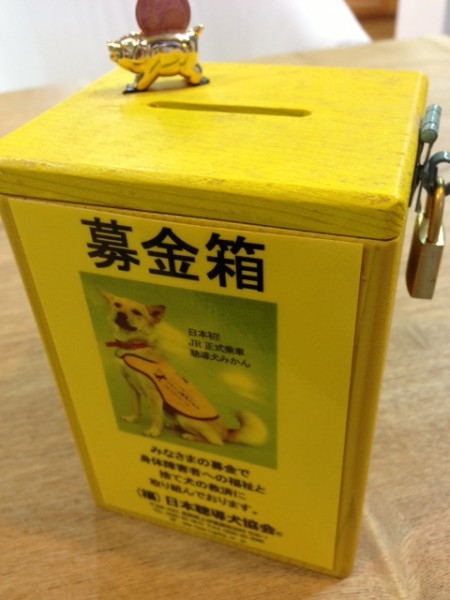 募金箱
日本初!
JR正式乗車
聴導犬みかん
みなさまの募金で
身体障害者への福祉と
捨て犬の救済に
取り組んでおります。
(福)日本聴導犬協会